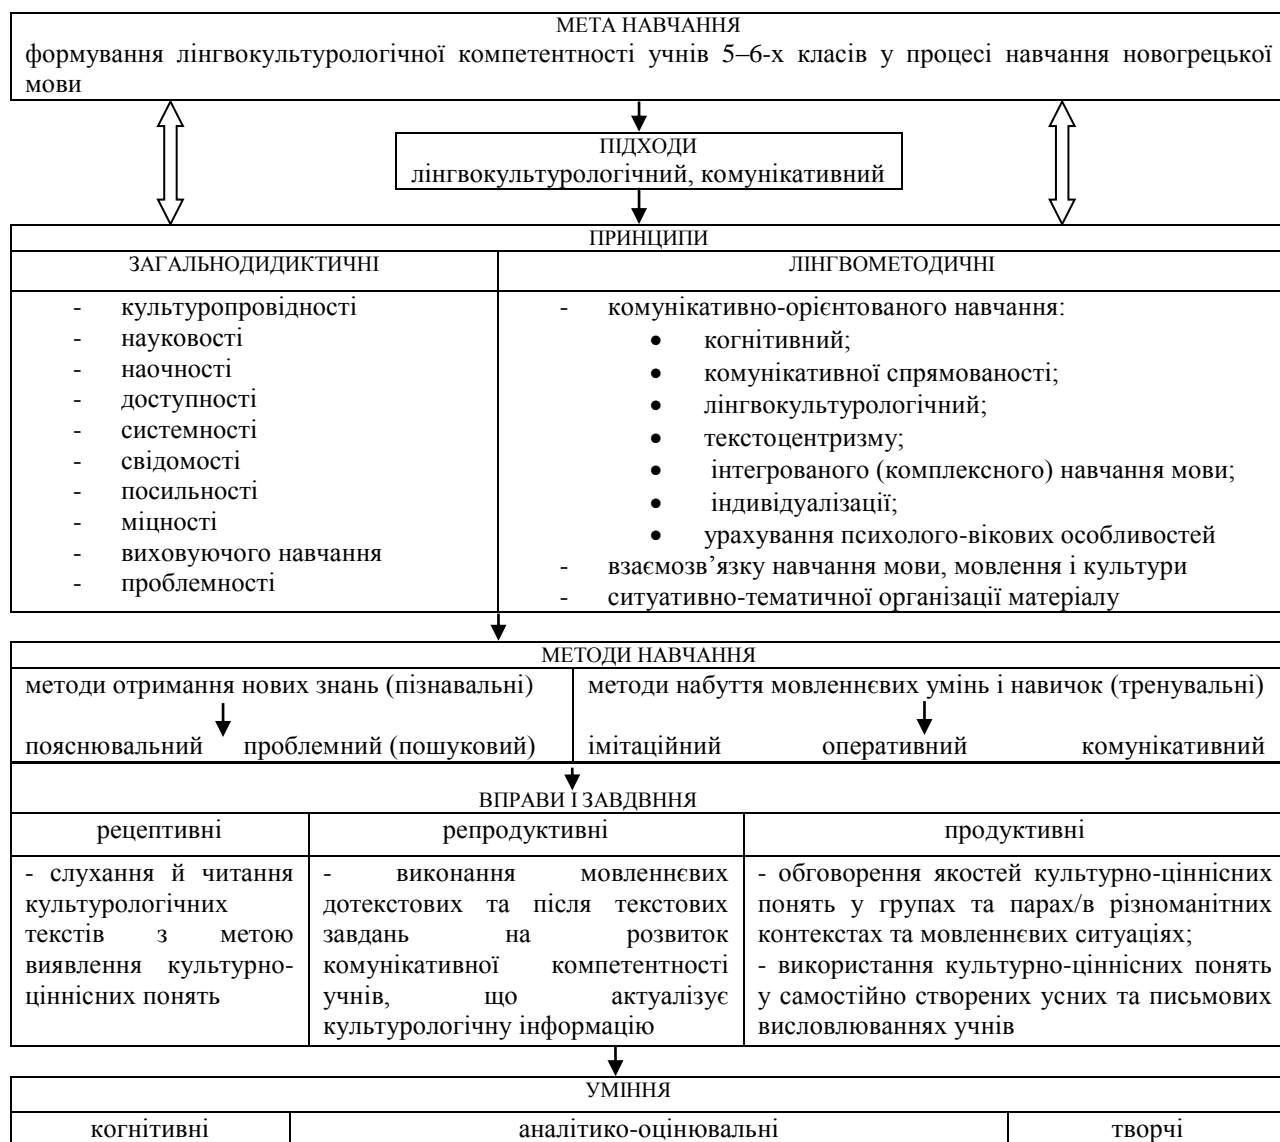 МЕТА НАВЧАННЯ
формування лінгвокультурологічної компетентності учнів 5–6-х класів у процесі навчання новогрецької
мови
ПІДХОДИ
лінгвокультурологічний, комунікативний
ПРИНЦИПИ
ЗАГАЛЬНОДИДИКТИЧНІ
- культуропровідності
- науковості
- наочності
- доступності
- системності
- свідомості
- посильності
- міцності
- виховуючого навчання
- проблемності
ЛІНГВОМЕТОДИЧНІ
- комунікативно-орієнтованого навчання:
• когнітивний;
• комунікативної спрямованості;
• лінгвокультурологічний;
• текстоцентризму;
• інтегрованого (комплексного) навчання мови;
• індивідуалізації;
• урахування психолого-вікових особливостей
- взаємозв’язку навчання мови, мовлення і культури
- ситуативно-тематичної організації матеріалу
МЕТОДИ НАВЧАННЯ
методи отримання нових знань (пізнавальні)
пояснювальний проблемний (пошуковий)
методи набуття мовленнєвих умінь і навичок (тренувальні)
імітаційний оперативний комунікативний
ВПРАВИ І ЗАВДВННЯ
рецептивні
- слухання й читання
культурологічних
текстів з метою
виявлення культурно-
ціннісних понять
репродуктивні
- виконання мовленнєвих
дотекстових та після текстових
завдань на розвиток
комунікативної компетентності
учнів, що актуалізує
культурологічну інформацію
продуктивні
- обговорення якостей культурно-ціннісних
понять у групах та парах/в різноманітних
контекстах та мовленнєвих ситуаціях;
- використання культурно-ціннісних понять
у самостійно створених усних та письмових
висловлюваннях учнів
УМІННЯ
когнітивні аналітико-оцінювальні творчі